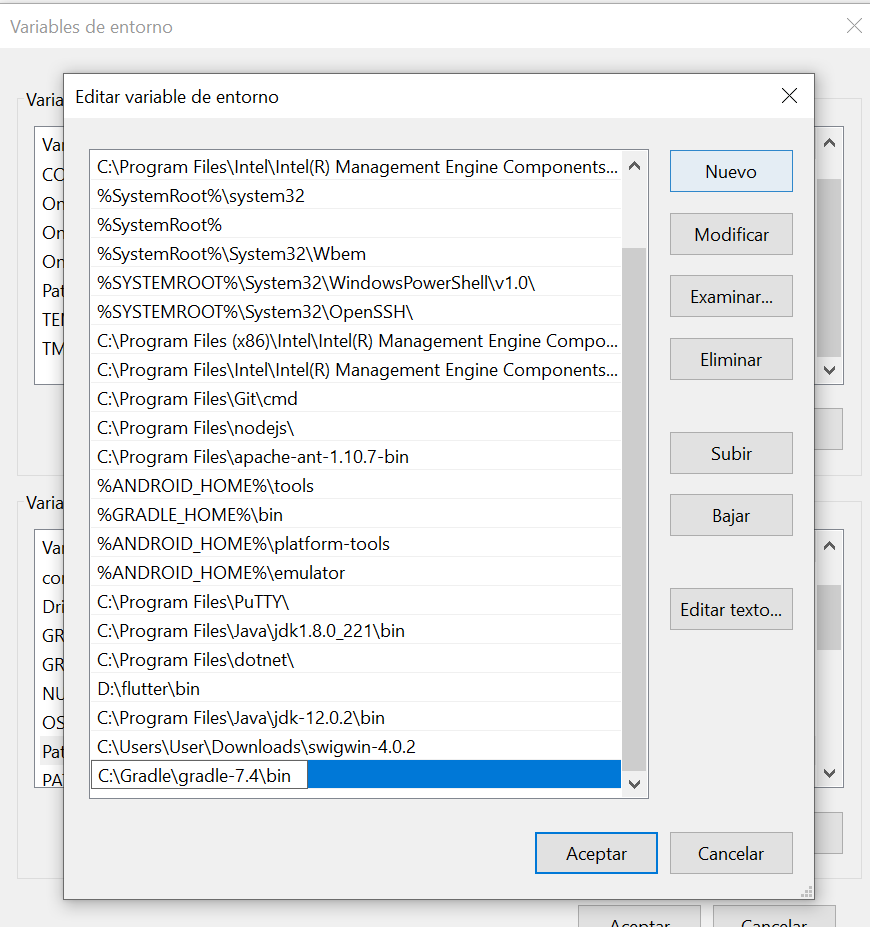 Variables de entorno
Editar variable de entorno
Varia
Var
CO
On
On
On
Pat
TEM
TM
C:\Program Files\Intel\Intel(R) Management Engine Components...
%SystemRoot%\system32
%SystemRoot%
%SystemRoot%\System32\Wbem
%SYSTEMROOT%\System32\WindowsPowerShell\v1.0\
%SYSTEMROOT%\System32\OpenSSH\
C:\Program Files (x86)\Intel\Intel(R) Management Engine Compo...
C:\Program Files\Intel\Intel(R) Management Engine Components...
C:\Program Files\Git\cmd
C:\Program Files\nodejs\
C:\Program Files\apache-ant-1.10.7-bin
%ANDROID_HOME%\tools
%GRADLE_HOME%\bin
%ANDROID_HOME%\platform-tools
%ANDROID_HOME%\emulator
C:\Program Files\PuTTY\
C:\Program Files\Java\jdk1.8.0_221\bin
C:\Program Files\dotnet\
D:\flutter\bin
C:\Program Files\Java\jdk-12.0.2\bin
C:\Users\User\Downloads\swigwin-4.0.2
C:\Gradle\gradle-7.4\bin
Nuevo
Modificar
Examinar...
Eliminar
Subir
Bajar
Editar texto...
Varia
Var
con
Dri
GR
GR
NU
OS
Pat
PA
Aceptar
Cancelar
Aceptar
Cancelar